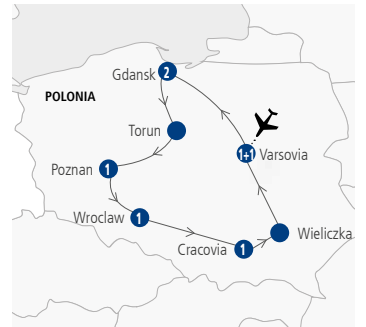 Gdansk 2
POLONIA
Torun
1+1 Varsovia
Poznan 1
Wroclaw 1
Wieliczka
Cracovia 1